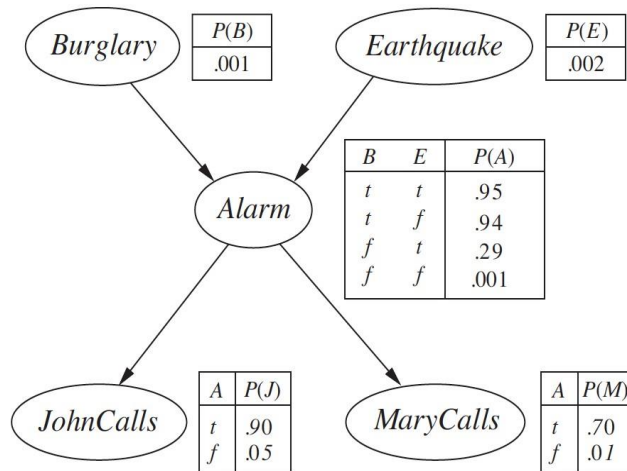 Burglary
P(B)
.001
Earthquake
P(E)
.002
Alarm
B E P(A)
t t .95
t f .94
f t .29
f f .001
JohnCalls
A P(J)
t .90
f .05
MaryCalls
A P(M)
t .70
f .01